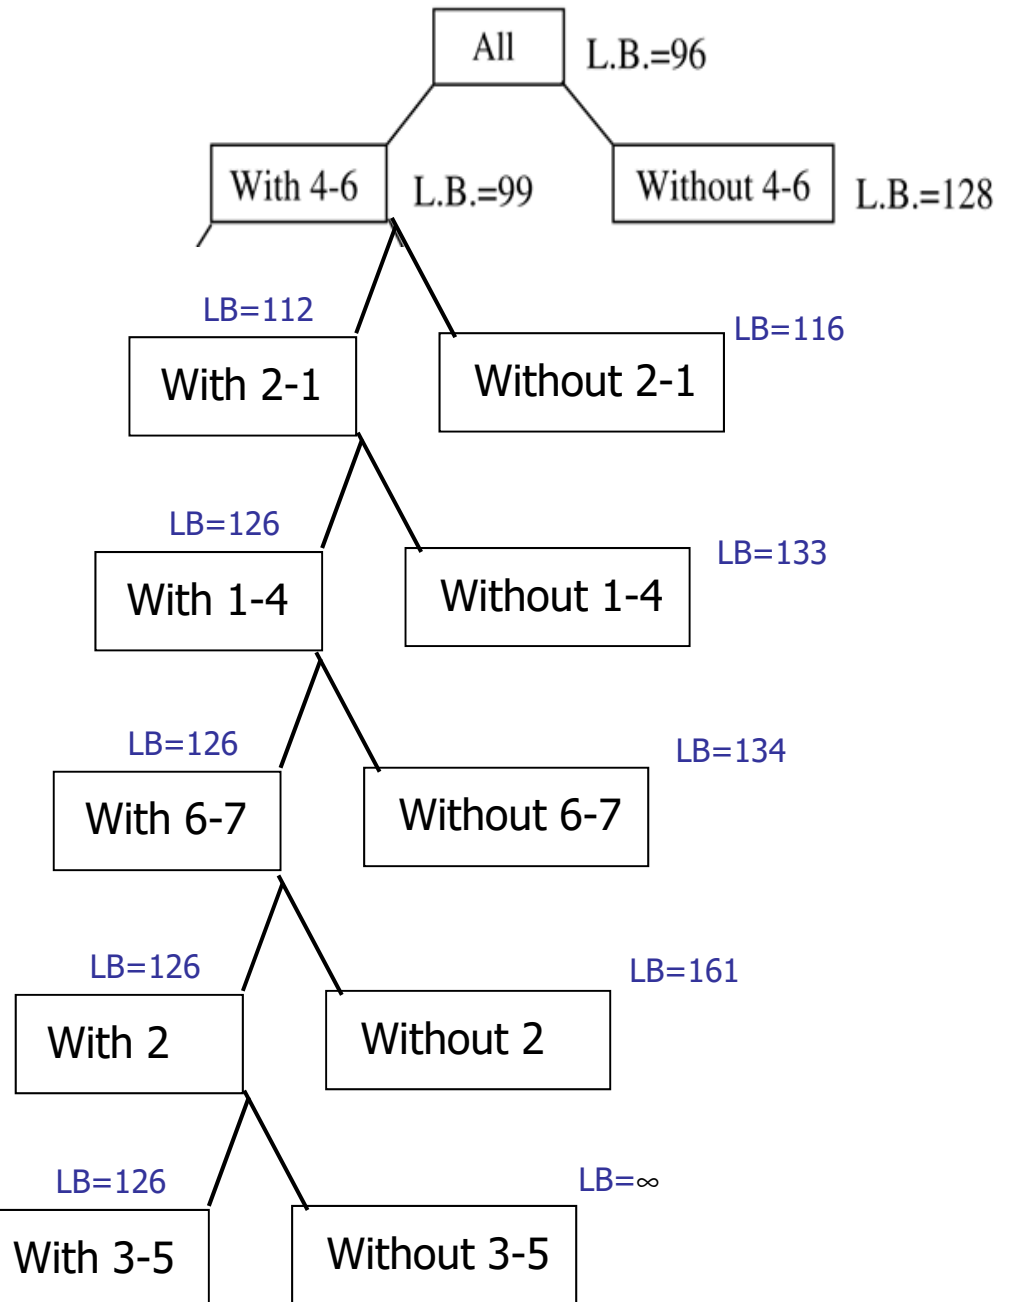 All
L.B.=96
With 4-6
L.B.=99
Without 4-6
L.B.=128
LB=112
LB=116
With 2-1
Without 2-1
LB=126
LB=133
With 1-4
Without 1-4
LB=126
LB=134
With 6-7
Without 6-7
LB=126
LB=161
With 2
Without 2
LB=126
LB=∞
With 3-5
Without 3-5